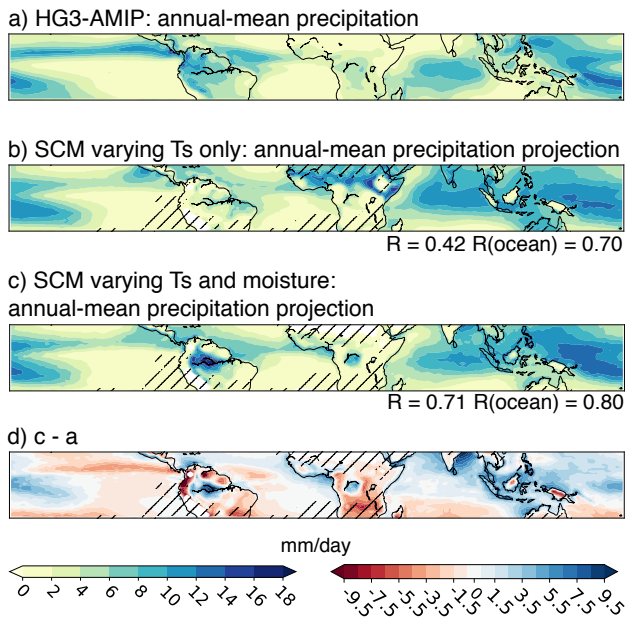 a) HG3-AMIP: annual-mean precipitation
b) SCM varying Ts only: annual-mean precipitation projection
R = 0.42 R(ocean) = 0.70
c) SCM varying Ts and moisture:
annual-mean precipitation projection
R = 0.71 R(ocean) = 0.80
d) c - a
mm/day
0 2 4 6 8 10 12 14 16 18
-9.5 -7.5 -5.5 -3.5 -1.5 0 1.5 3.5 5.5 7.5 9.5